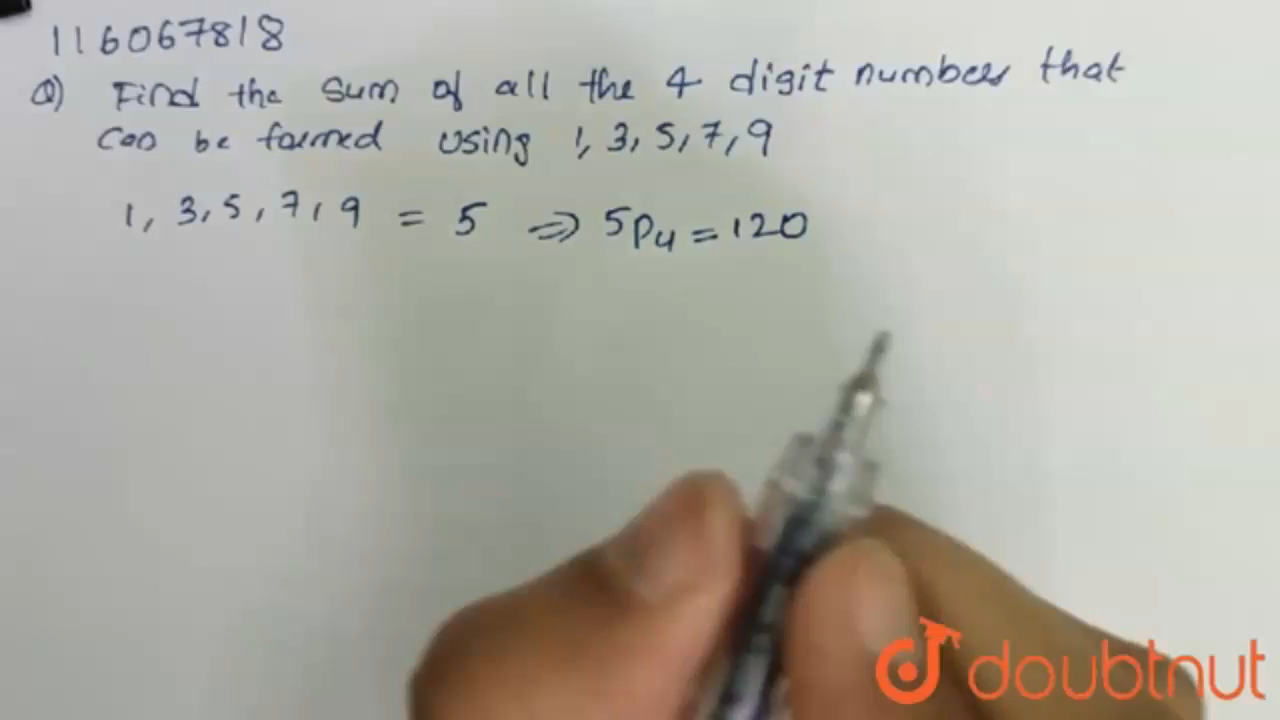 116067818
Q) Find the sum of all the 4 digit numbers that
can be formed using 1, 3, 5, 7, 9
1, 3, 5, 7, 9 = 5 ⇒ 5P4 = 120
doubtnut